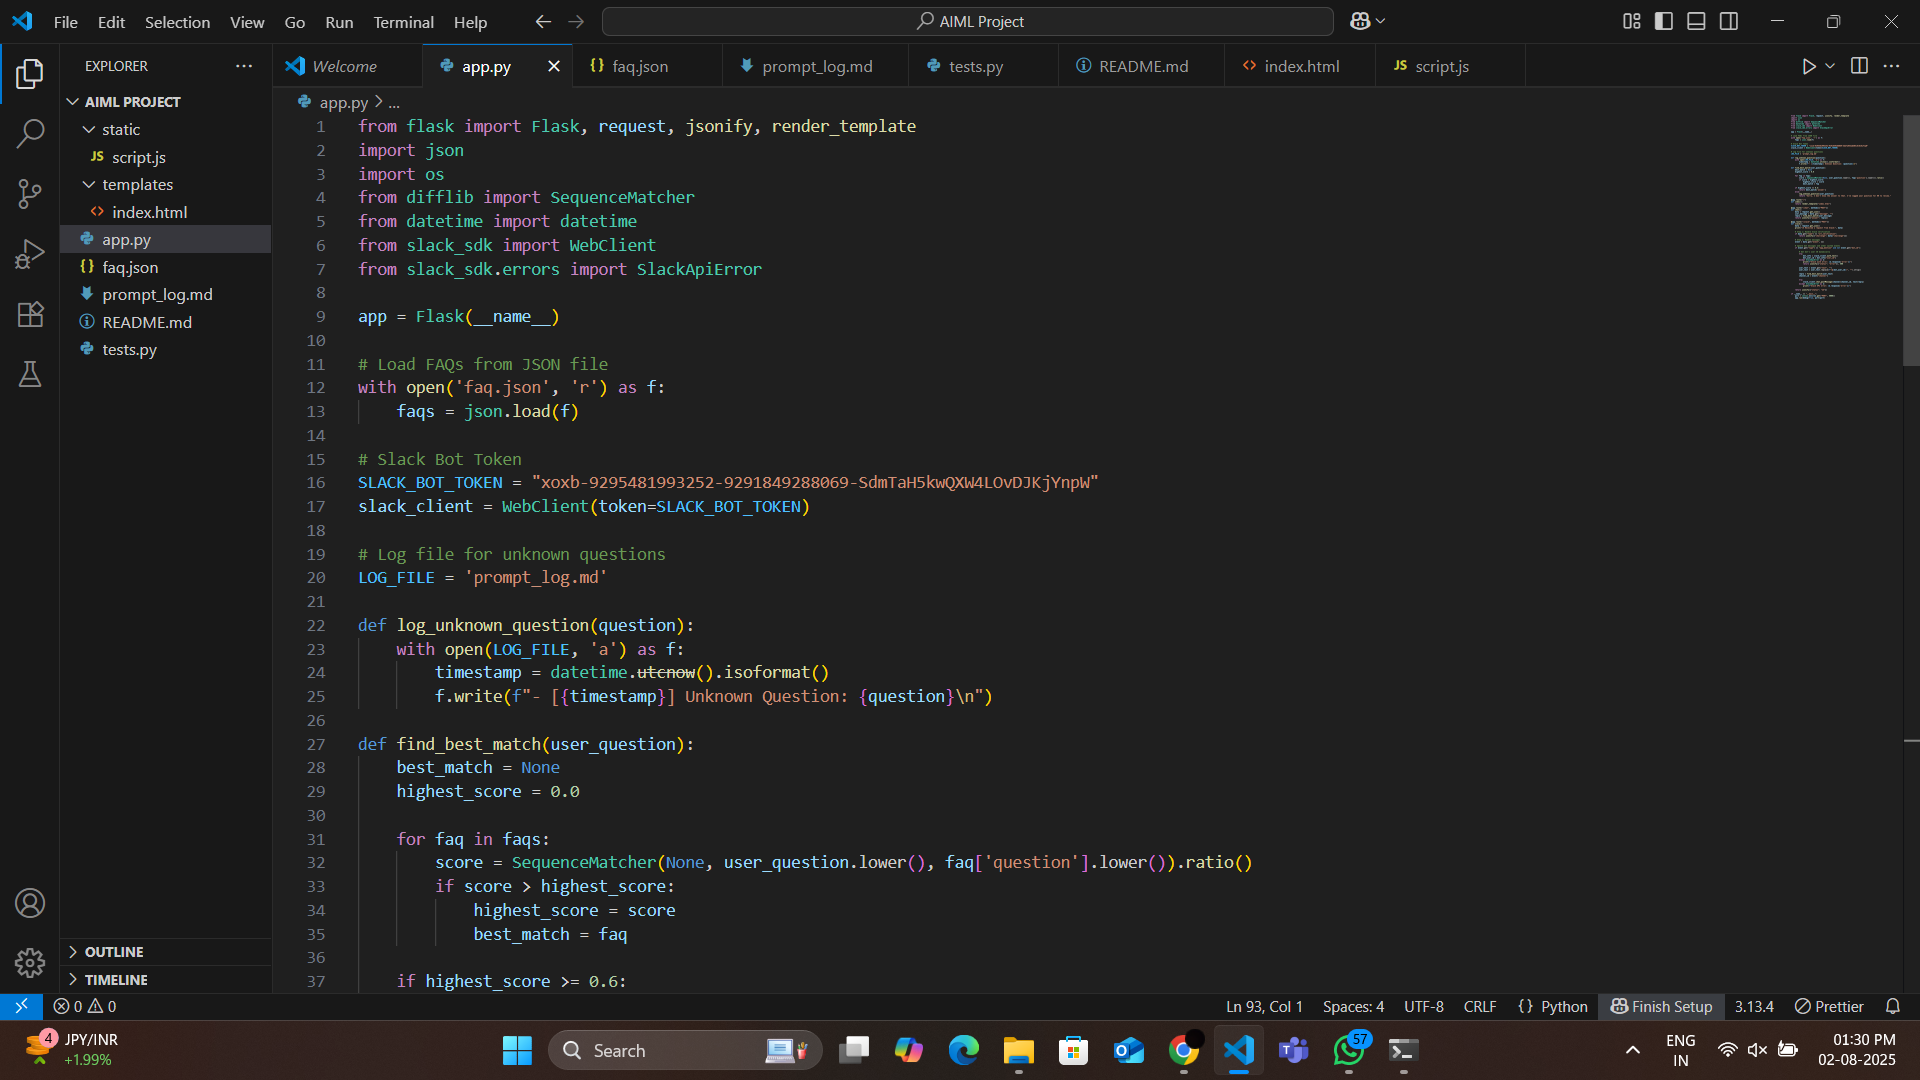 File Edit Selection View Go Run Terminal Help
AIML Project
EXPLORER
AIML PROJECT
static
JS script.js
templates
index.html
app.py
{} faq.json
prompt_log.md
README.md
tests.py
OUTLINE
TIMELINE
Welcome
app.py
{} faq.json
prompt_log.md
tests.py
README.md
index.html
JS script.js
app.py > ...
1 from flask import Flask, request, jsonify, render_template
2 import json
3 import os
4 from difflib import SequenceMatcher
5 from datetime import datetime
6 from slack_sdk import WebClient
7 from slack_sdk.errors import SlackApiError
8
9 app = Flask(__name__)
10
11 # Load FAQs from JSON file
12 with open('faq.json', 'r') as f:
13     faqs = json.load(f)
14
15 # Slack Bot Token
16 SLACK_BOT_TOKEN = "xoxb-9295481993252-9291849288069-SdmTaH5kwQXW4LOvDJKjYnpW"
17 slack_client = WebClient(token=SLACK_BOT_TOKEN)
18
19 # Log file for unknown questions
20 LOG_FILE = 'prompt_log.md'
21
22 def log_unknown_question(question):
23     with open(LOG_FILE, 'a') as f:
24         timestamp = datetime.utcnow().isoformat()
25         f.write(f"- [{timestamp}] Unknown Question: {question}\n")
26
27 def find_best_match(user_question):
28     best_match = None
29     highest_score = 0.0
30
31     for faq in faqs:
32         score = SequenceMatcher(None, user_question.lower(), faq['question'].lower()).ratio()
33         if score > highest_score:
34             highest_score = score
35             best_match = faq
36
37     if highest_score >= 0.6:
0 0
Ln 93, Col 1 Spaces: 4 UTF-8 CRLF {} Python Finish Setup 3.13.4 Prettier
4
JPY/INR
+1.99%
Search
57
ENG
IN
01:30 PM
02-08-2025